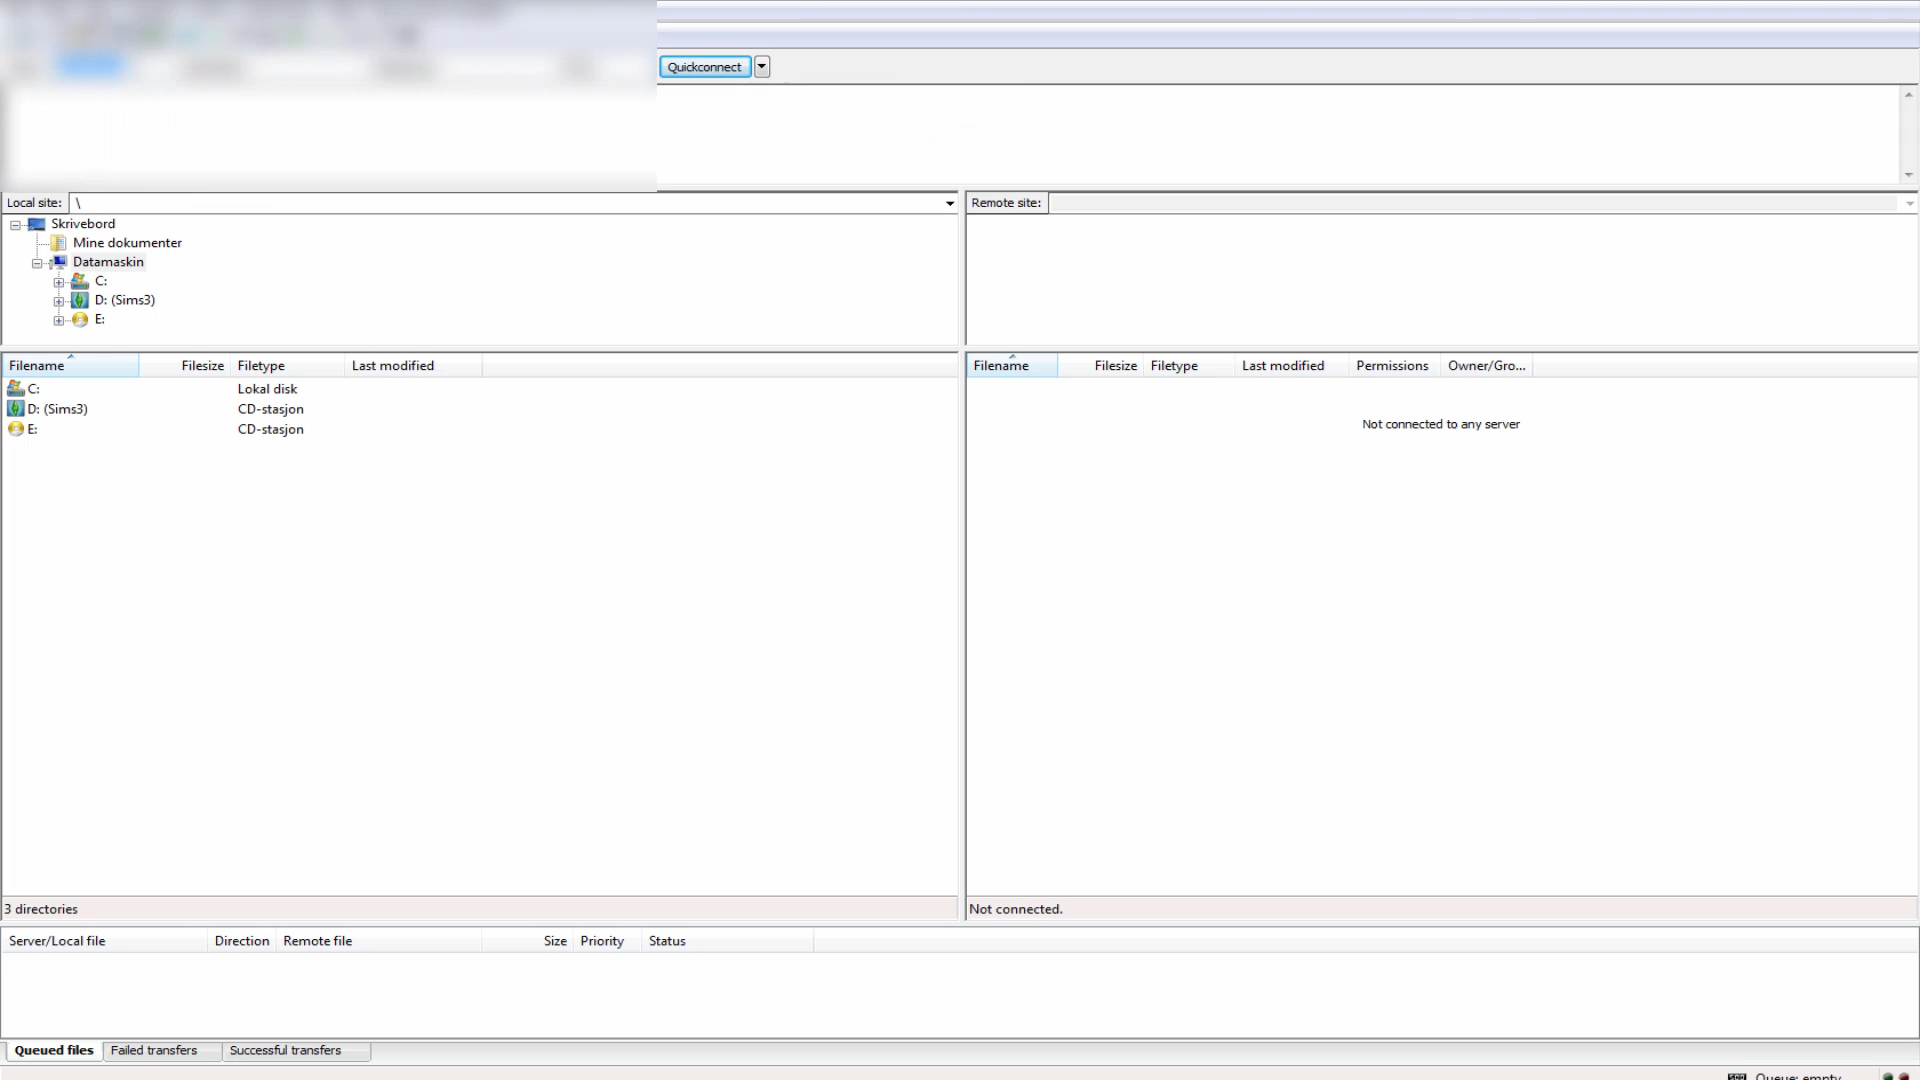 Quickconnect
Local site: \
Remote site:
Skrivebord
Mine dokumenter
Datamaskin
C:
D: (Sims3)
E:
Filename Filesize Filetype Last modified
C: Lokal disk
D: (Sims3) CD-stasjon
E: CD-stasjon
3 directories
Filename Filesize Filetype Last modified Permissions Owner/Gro...
Not connected to any server
Not connected.
Server/Local file Direction Remote file Size Priority Status
Queued files Failed transfers Successful transfers
Queue: empty